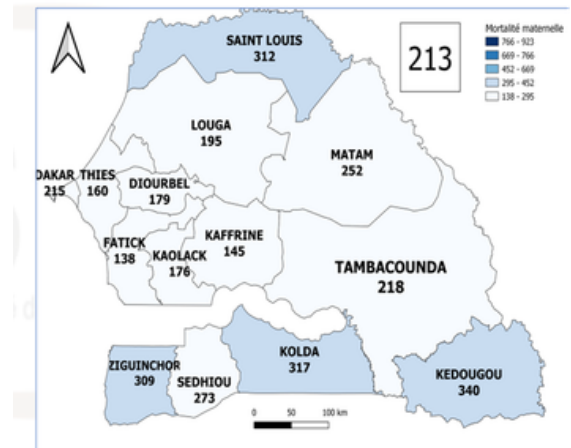 SAINT LOUIS
312
213
Mortalité maternelle
766 - 923
669 - 766
452 - 669
295 - 452
138 - 295
LOUGA
195
MATAM
252
DAKAR
215
THIES
160
DIOURBEL
179
FATICK
138
KAOLACK
176
KAFFRINE
145
TAMBACOUNDA
218
ZIGUINCHOR
309
SEDHIOU
273
KOLDA
317
KEDOUGOU
340
0 50 100 km